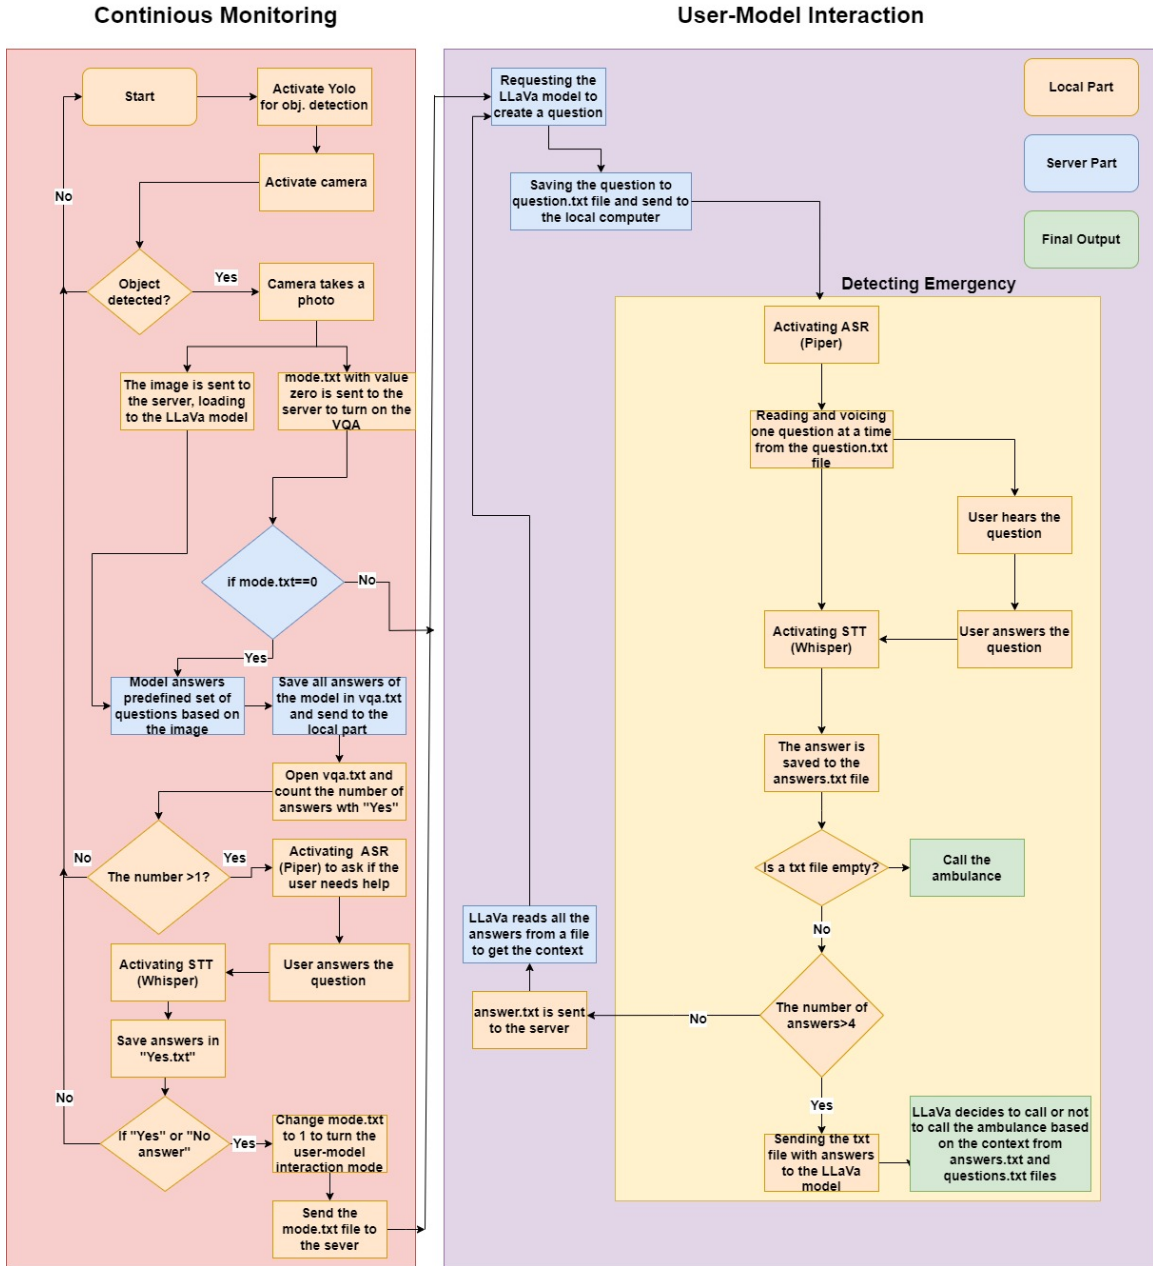 Continious Monitoring
User-Model Interaction
Start
Activate Yolo
for obj. detection
Activate camera
No
Object
detected?
Yes
Camera takes a
photo
The image is sent to
the server, loading
to the LLaVa model
mode.txt with value
zero is sent to the
server to turn on the
VQA
if mode.txt==0
No
Yes
Model answers
predefined set of
questions based on
the image
Save all answers of
the model in vqa.txt
and send to the
local part
Open vqa.txt and
count the number of
answers wth "Yes"
No
The number >1?
Yes
Activating ASR
(Piper) to ask if the
user needs help
User answers the
question
Activating STT
(Whisper)
Save answers in
"Yes.txt"
No
If "Yes" or "No
answer"
Yes
Change mode.txt
to 1 to turn the
user-model
interaction mode
Send the
mode.txt file to
the sever
Requesting the
LLaVa model to
create a question
Saving the question to
question.txt file and send to
the local computer
Local Part
Server Part
Final Output
Detecting Emergency
Activating ASR
(Piper)
Reading and voicing
one question at a time
from the question.txt
file
User hears the
question
User answers the
question
Activating STT
(Whisper)
The answer is
saved to the
answers.txt file
Is a txt file empty?
Call the
ambulance
No
The number of
answers>4
No
answer.txt is sent
to the server
LLaVa reads all the
answers from a file
to get the context
Yes
Sending the txt
file with answers
to the LLaVa
model
LLaVa decides to call or not
to call the ambulance based
on the context from
answers.txt and
questions.txt files